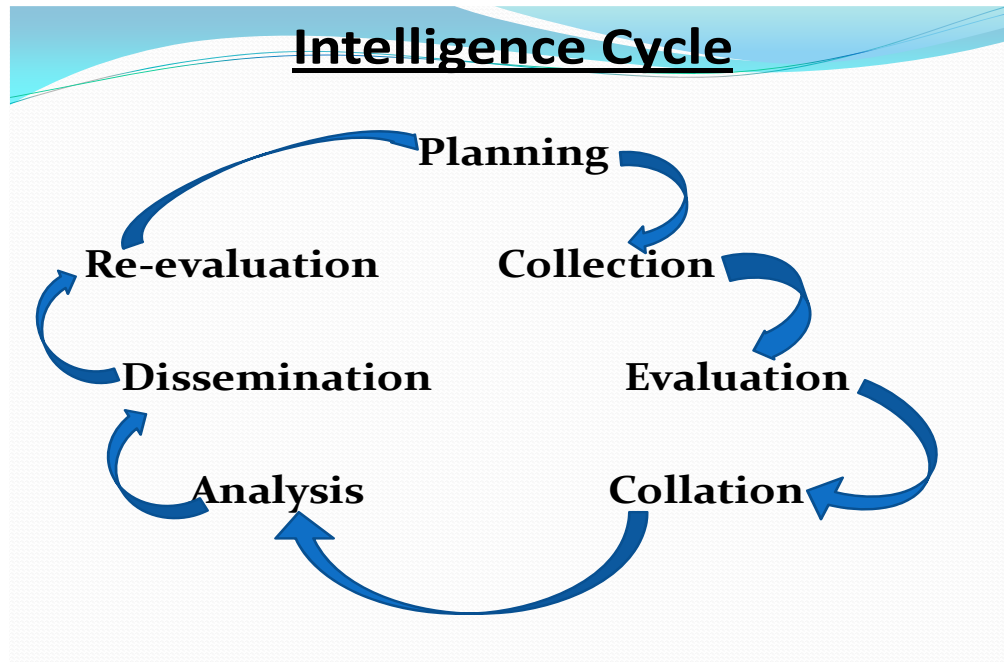 Intelligence Cycle
Planning
Re-evaluation
Collection
Dissemination
Evaluation
Analysis
Collation